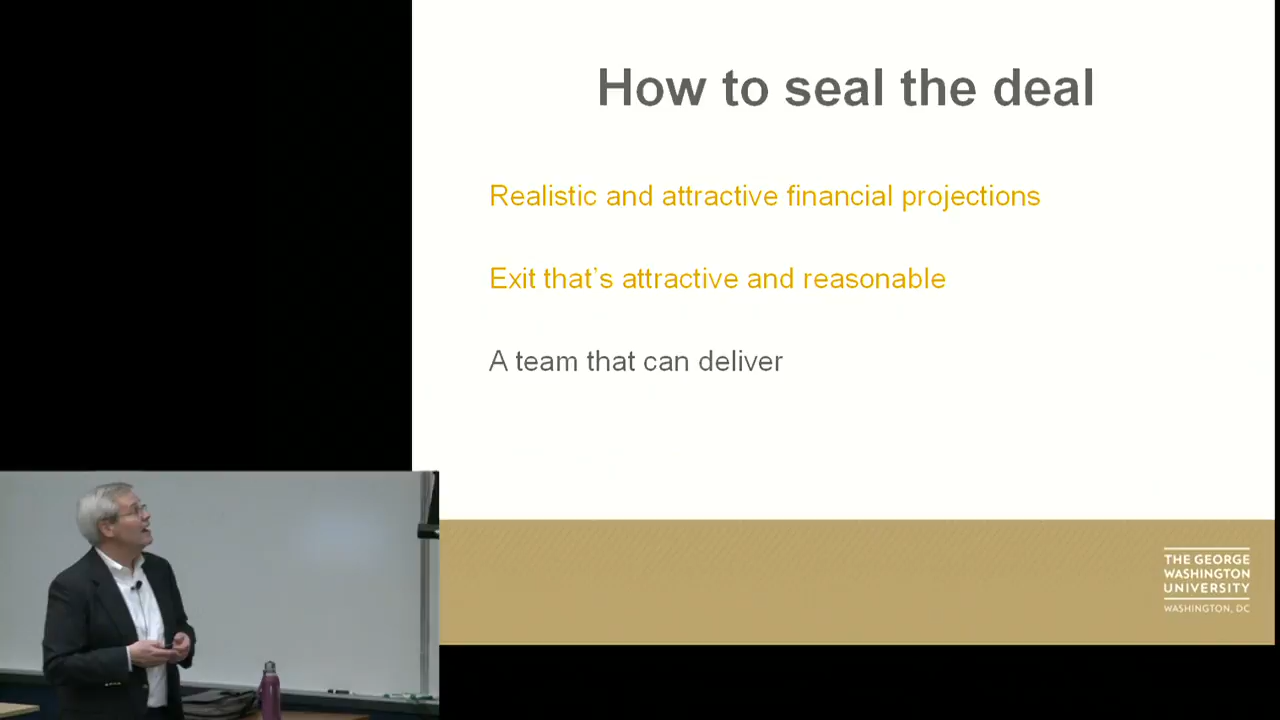 How to seal the deal
Realistic and attractive financial projections
Exit that’s attractive and reasonable
A team that can deliver
THE GEORGE
WASHINGTON
UNIVERSITY
WASHINGTON, DC